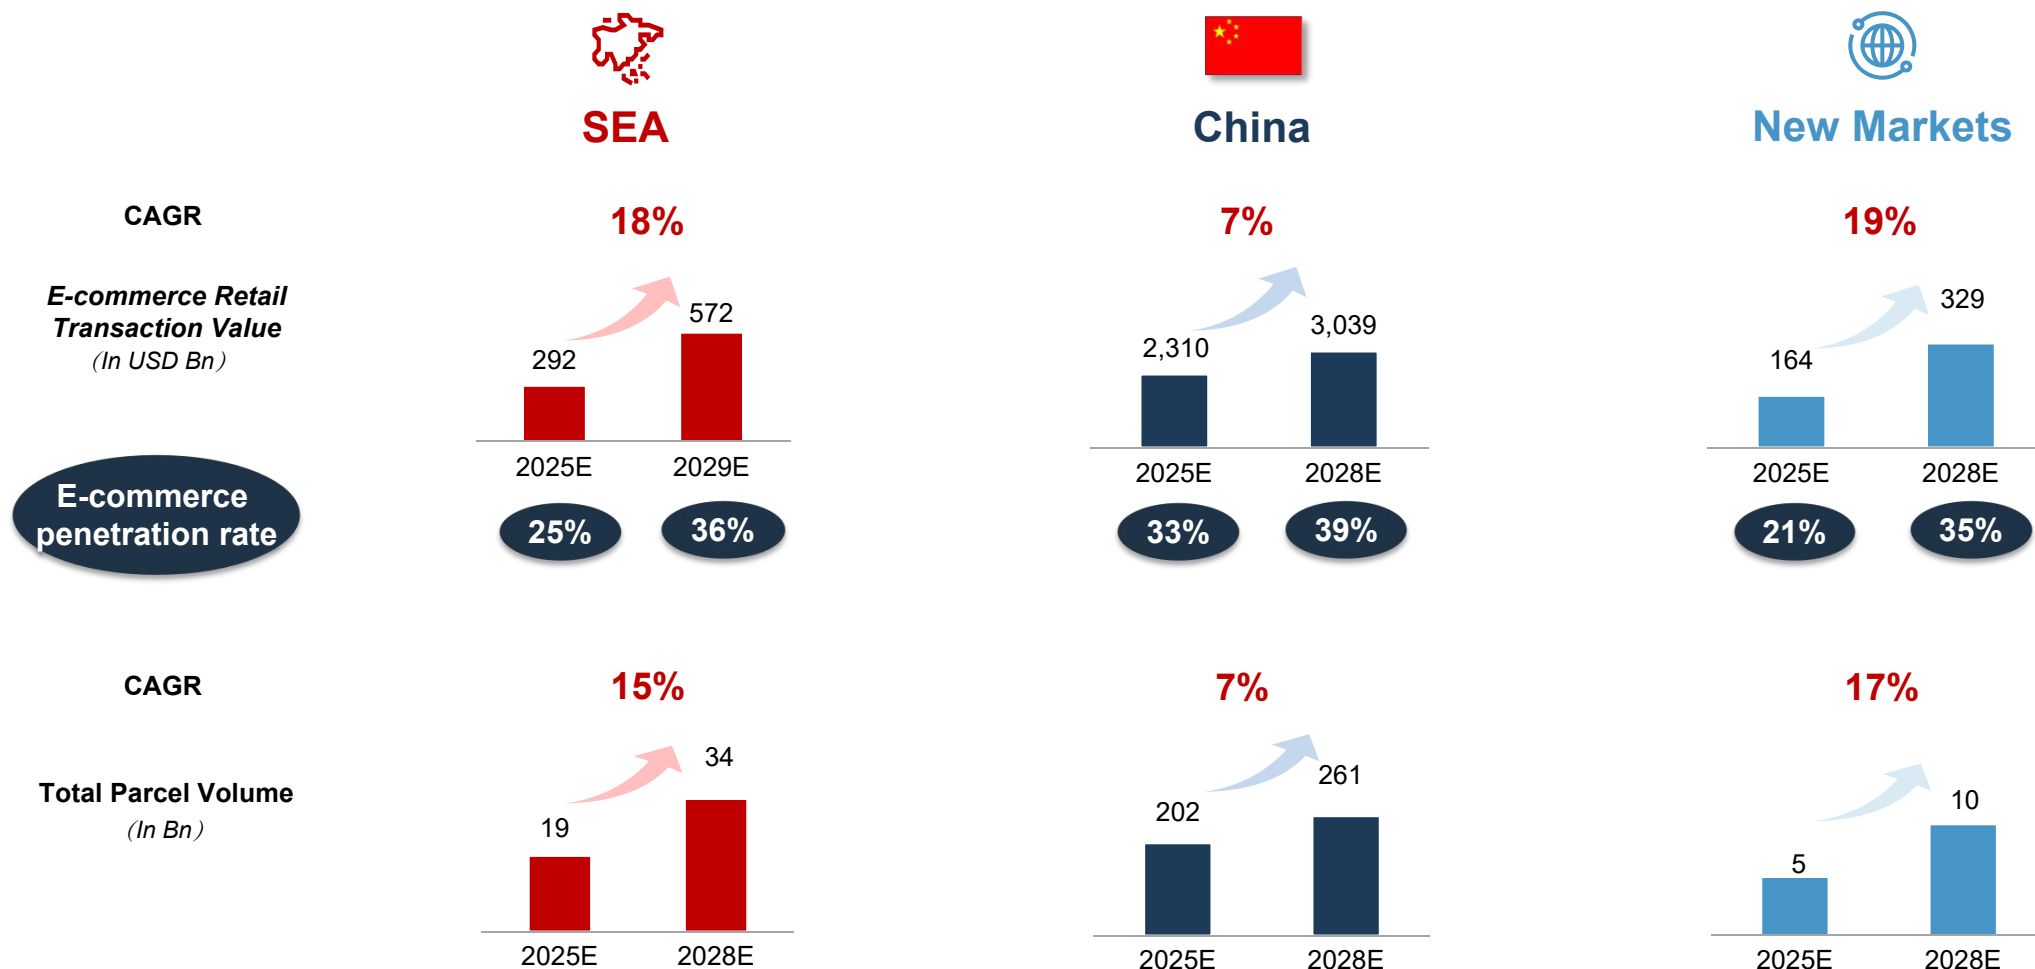 SEA
China
New Markets
CAGR
18%
7%
19%
E-commerce Retail
Transaction Value
（In USD Bn）
292
572
2025E
2029E
2,310
3,039
2025E
2028E
164
329
2025E
2028E
E-commerce
penetration rate
25%
36%
33%
39%
21%
35%
CAGR
15%
7%
17%
Total Parcel Volume
（In Bn）
19
34
2025E
2028E
202
261
2025E
2028E
5
10
2025E
2028E